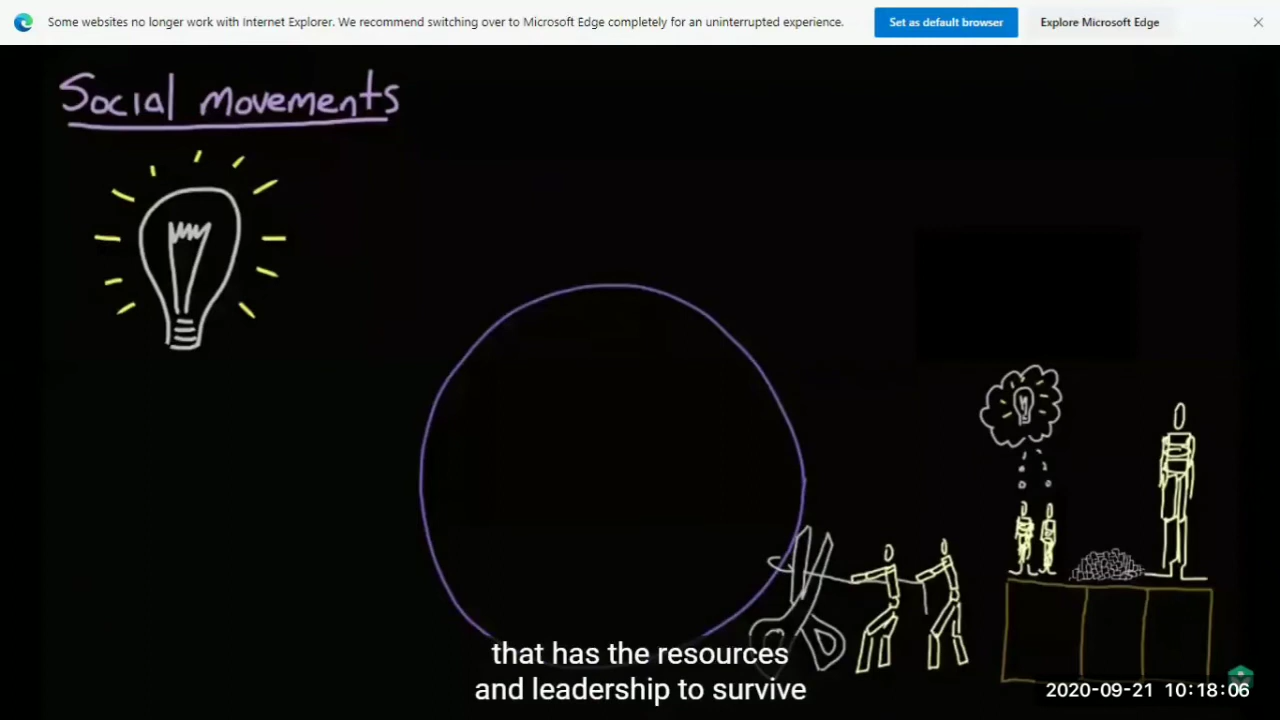 Some websites no longer work with Internet Explorer. We recommend switching over to Microsoft Edge completely for an uninterrupted experience.
Set as default browser
Explore Microsoft Edge
Social movements
that has the resources
and leadership to survive
2020-09-21 10:18:06